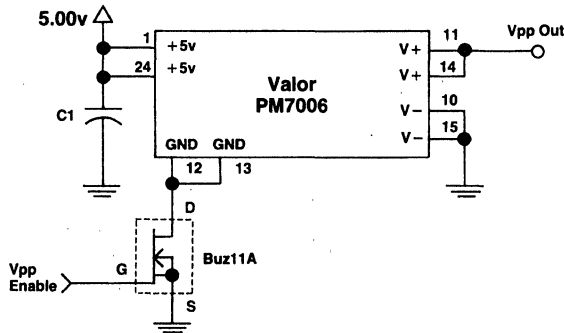 5.00v
1
+5v
24
+5v
C1
Valor
PM7006
V+
11
V+
14
V-
10
V-
15
Vpp Out
GND GND
12 13
D
G
S
Buz11A
Vpp
Enable